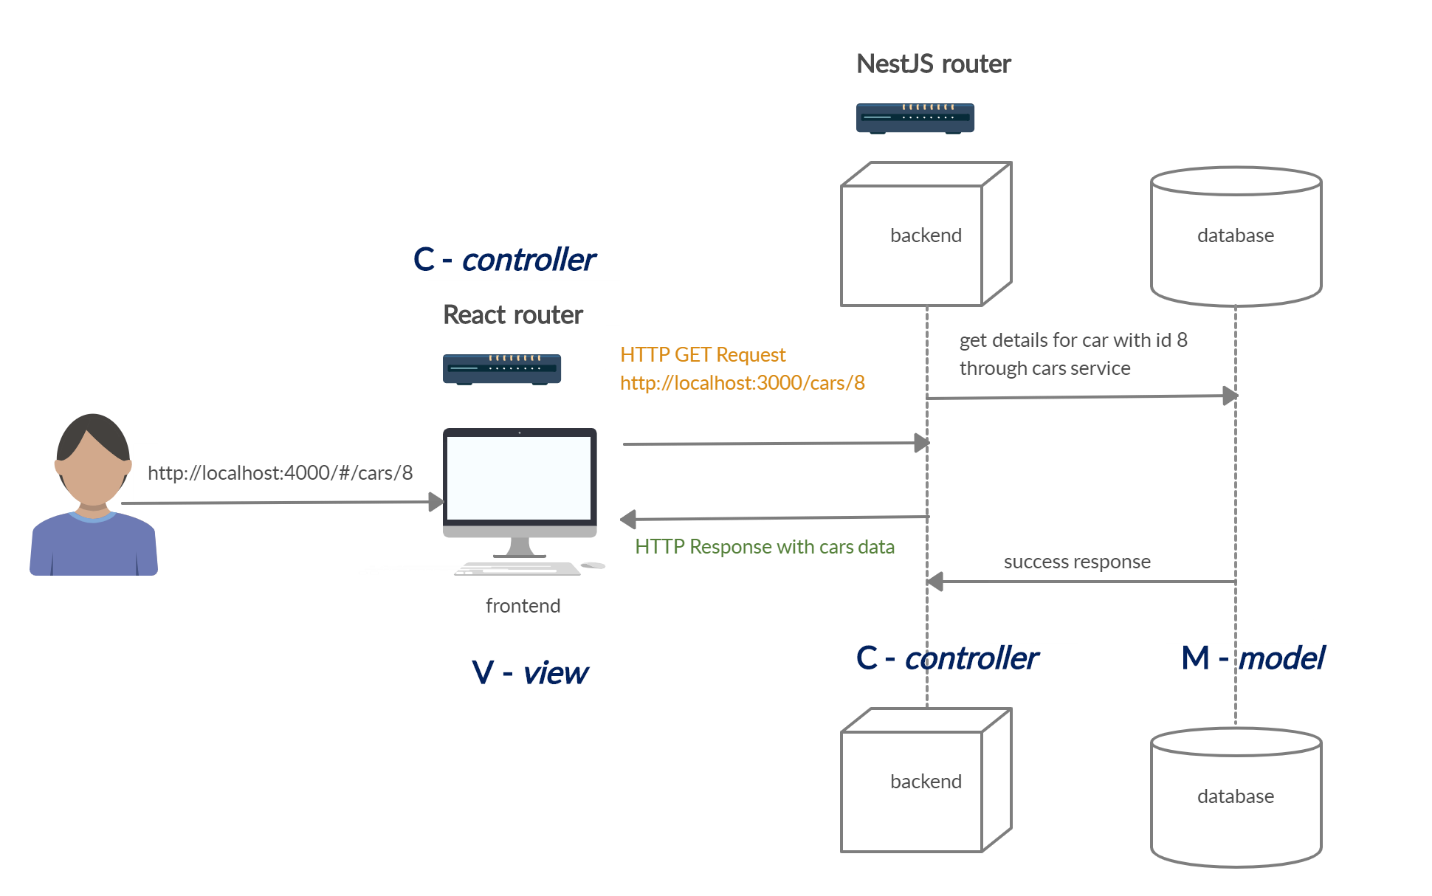 NestJS router
backend
database
C - controller
React router
HTTP GET Request
http://localhost:3000/cars/8
get details for car with id 8
through cars service
http://localhost:4000/#/cars/8
HTTP Response with cars data
success response
frontend
V - view
C - controller
M - model
backend
database